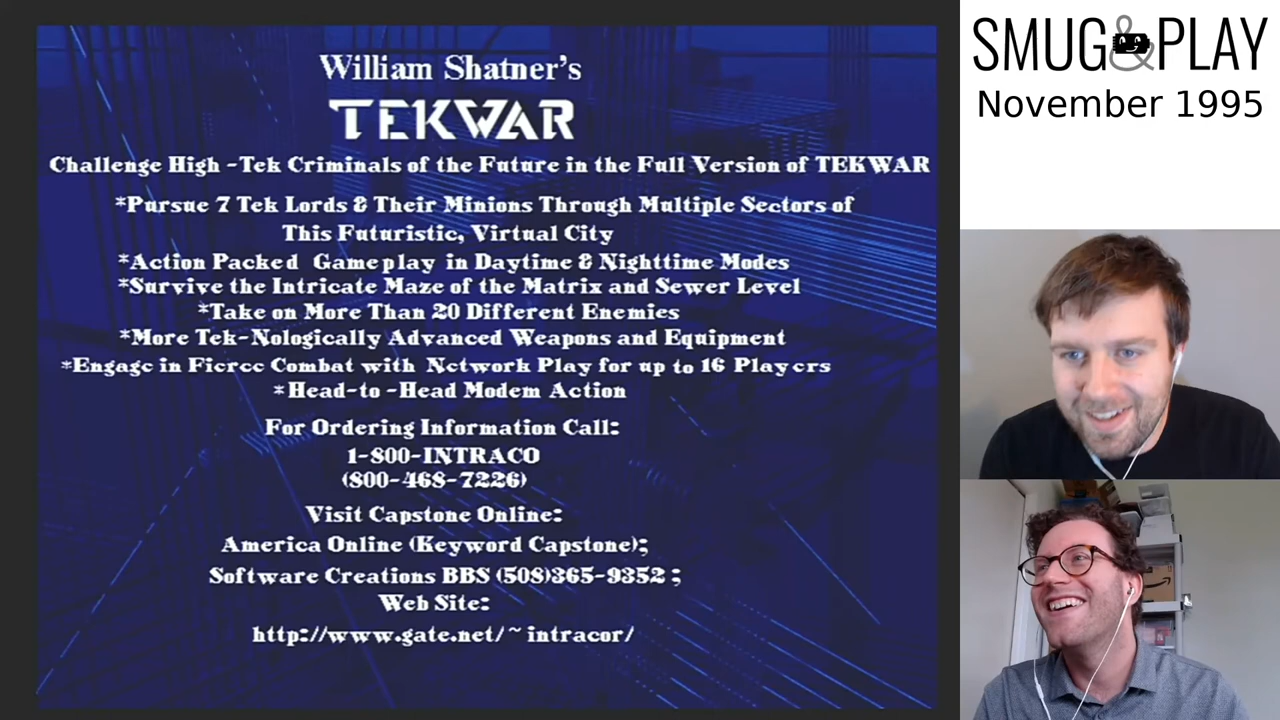 William Shatner's
TEKWAR
Challenge High -Tek Criminals of the Future in the Full Version of TEKWAR
*Pursue 7 Tek Lords & Their Minions Through Multiple Sectors of
This Futuristic, Virtual City
*Action Packed Gameplay in Daytime & Nighttime Modes
*Survive the Intricate Maze of the Matrix and Sewer Level
*Take on More Than 20 Different Enemies
*More Tek-Nologically Advanced Weapons and Equipment
*Engage in Fierce Combat with Network Play for up to 16 Players
*Head-to -Head Modem Action
For Ordering Information Call:
1-800-INTRACO
(800-468-7226)
Visit Capstone Online:
America Online (Keyword Capstone);
Software Creations BBS (508)365-9352 ;
Web Site:
http://www.gate.net/~intracor/
SMUG&PLAY
November 1995